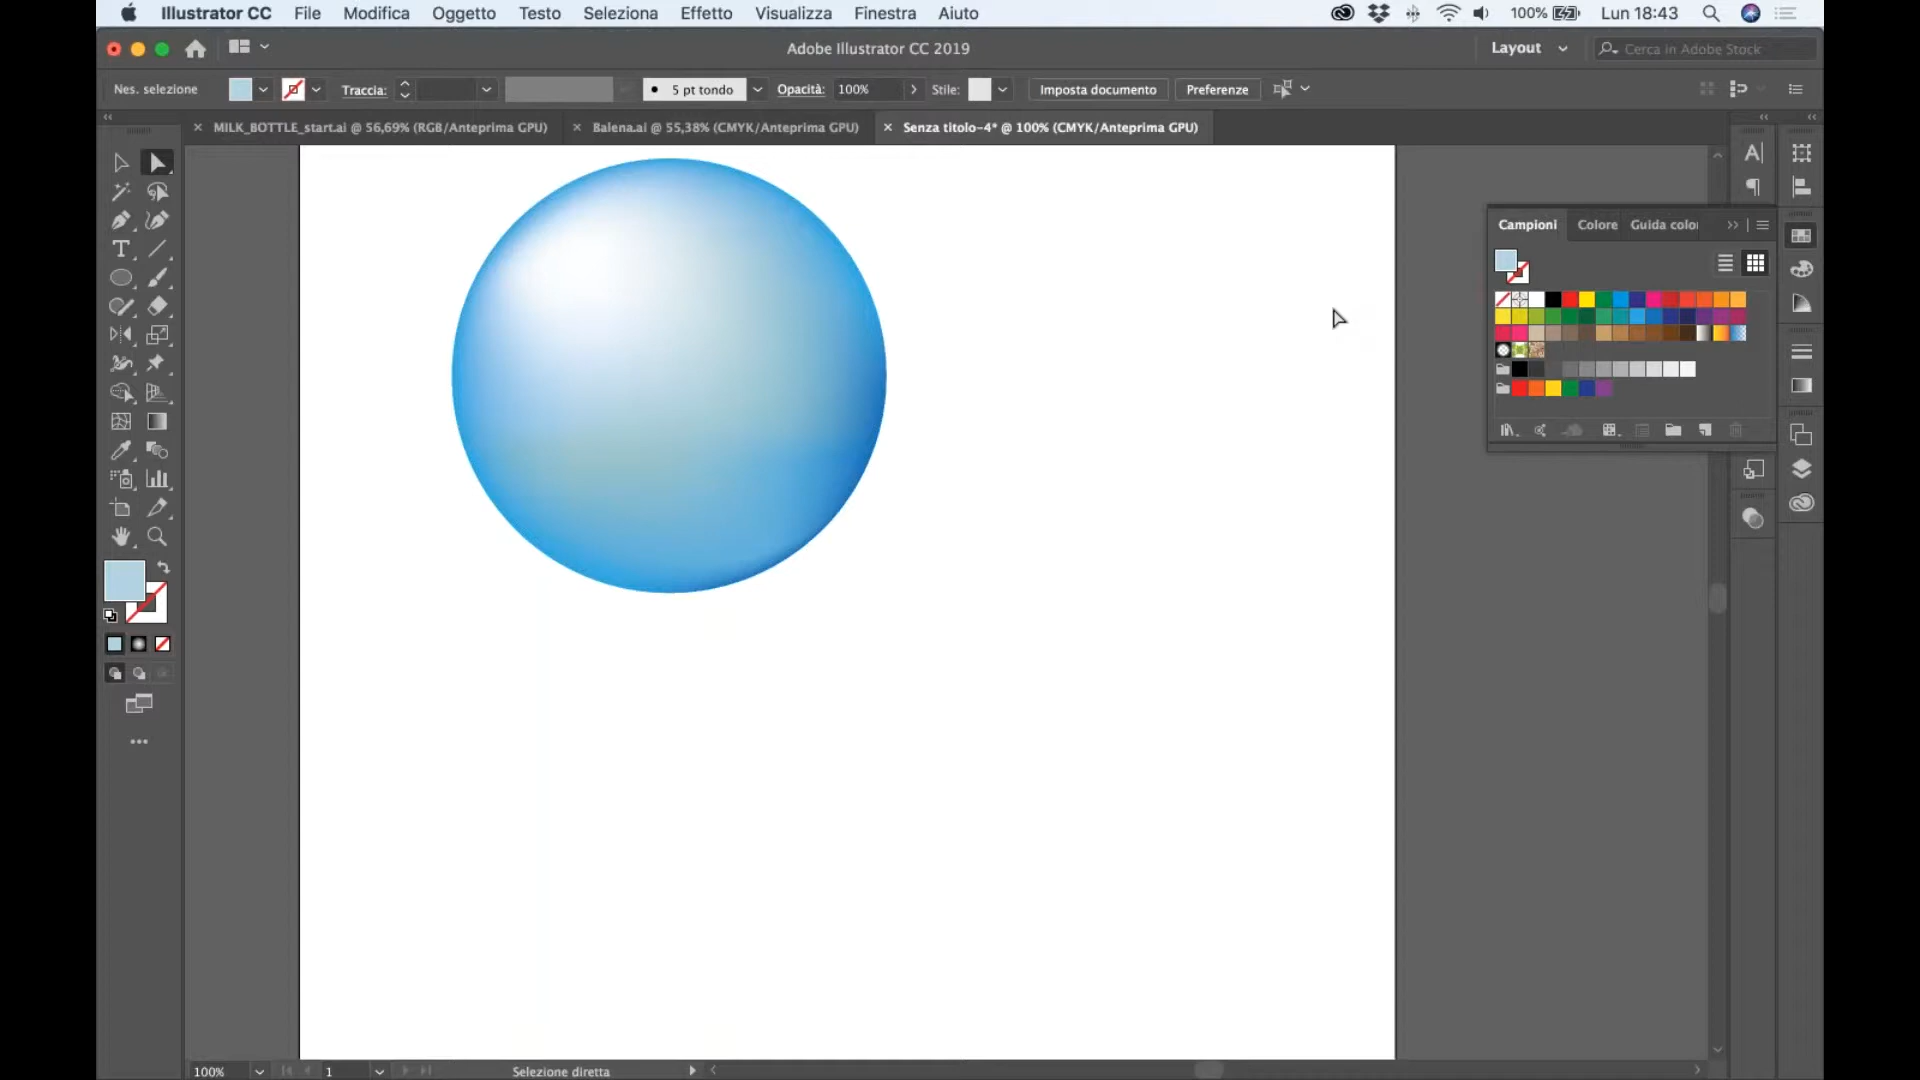 Illustrator CC File Modifica Oggetto Testo Seleziona Effetto Visualizza Finestra Aiuto 100% Lun 18:43
Adobe Illustrator CC 2019 Layout Cerca in Adobe Stock
Nes. selezione Traccia: 5 pt tondo Opacità: 100% Stile: Imposta documento Preferenze
MILK_BOTTLE_start.ai @ 56,69% (RGB/Anteprima GPU) Balena.ai @ 55,38% (CMYK/Anteprima GPU) Senza titolo-4* @ 100% (CMYK/Anteprima GPU)
Campioni Colore Guida color
100% 1 Selezione diretta